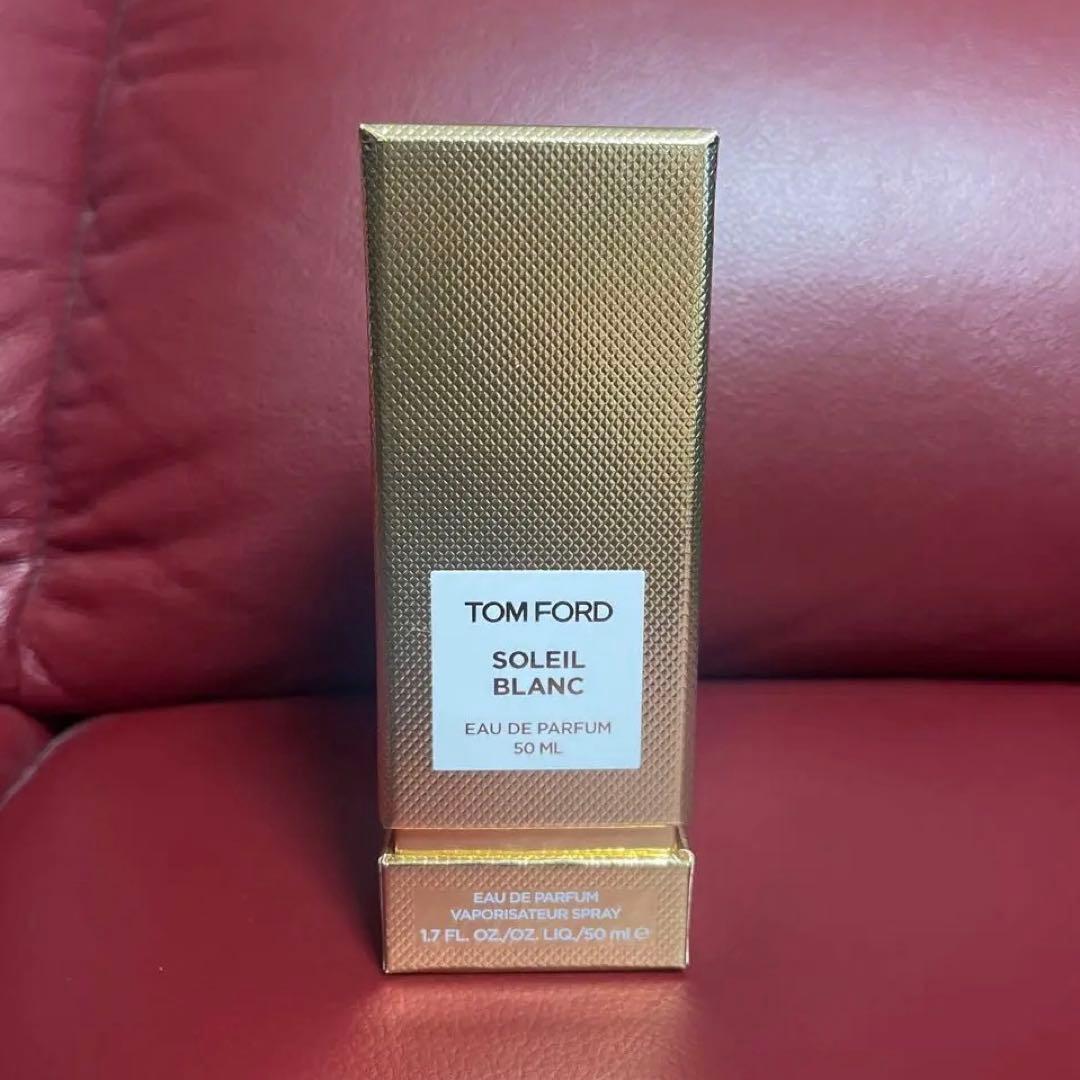 TOM FORD
SOLEIL
BLANC
EAU DE PARFUM
50 ML
EAU DE PARFUM
VAPORISATEUR SPRAY
1.7 FL. OZ./OZ. LIQ./50 ml ℮